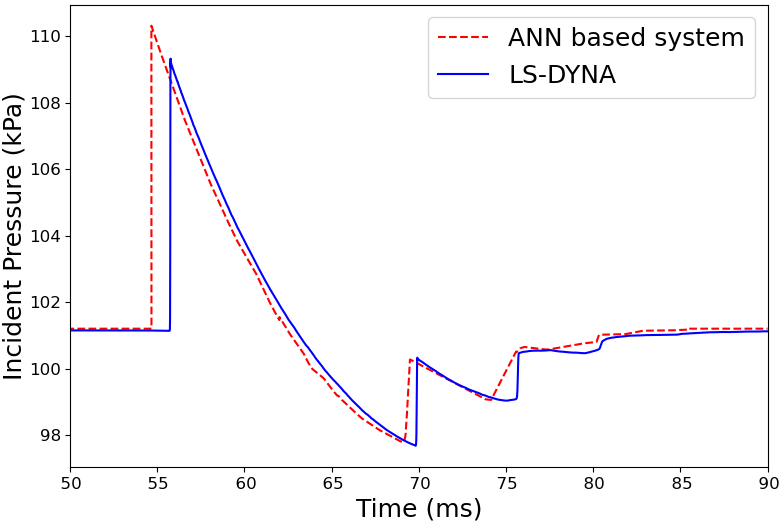 ANN based system
LS-DYNA
Incident Pressure (kPa)
110
108
106
104
102
100
98
50 55 60 65 70 75 80 85 90
Time (ms)